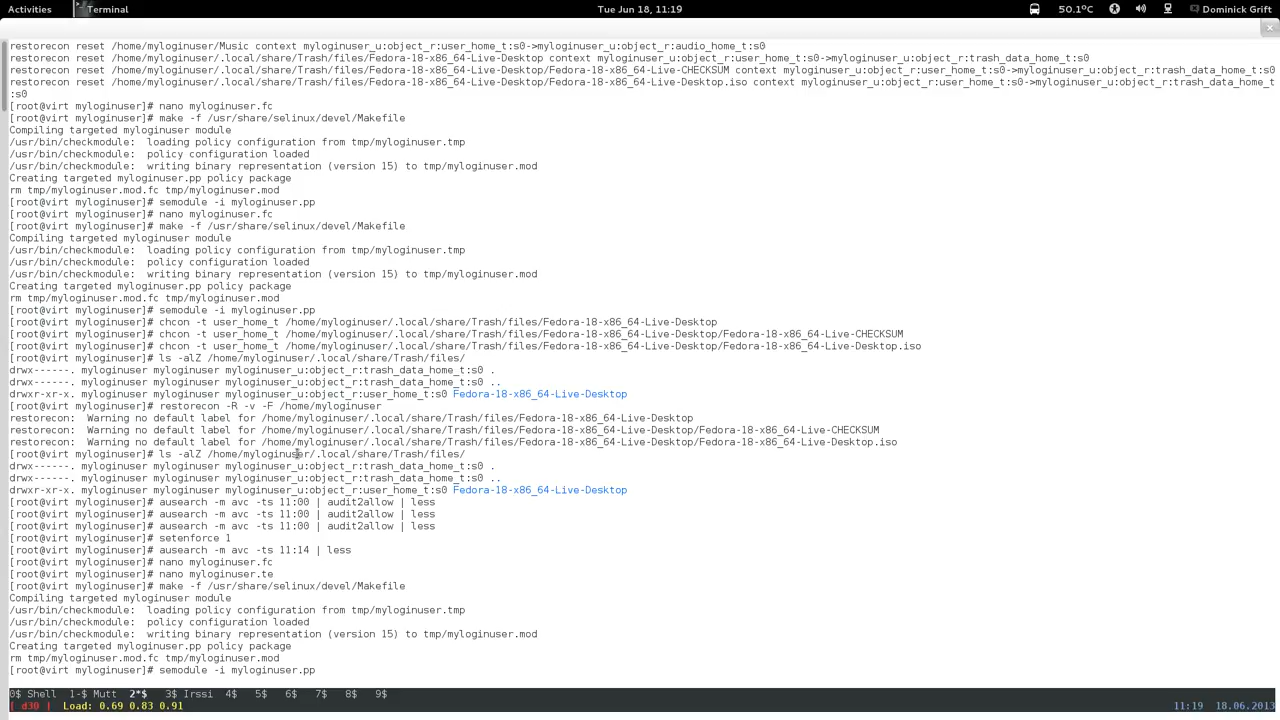 Activities Terminal Tue Jun 18, 11:19 50.1°C Dominick Grift
restorecon reset /home/myloginuser/Music context myloginuser_u:object_r:user_home_t:s0->myloginuser_u:object_r:audio_home_t:s0
restorecon reset /home/myloginuser/.local/share/Trash/files/Fedora-18-x86_64-Live-Desktop context myloginuser_u:object_r:user_home_t:s0->myloginuser_u:object_r:trash_data_home_t:s0
restorecon reset /home/myloginuser/.local/share/Trash/files/Fedora-18-x86_64-Live-Desktop/Fedora-18-x86_64-Live-CHECKSUM context myloginuser_u:object_r:user_home_t:s0->myloginuser_u:object_r:trash_data_home_t:s0
restorecon reset /home/myloginuser/.local/share/Trash/files/Fedora-18-x86_64-Live-Desktop/Fedora-18-x86_64-Live-Desktop.iso context myloginuser_u:object_r:user_home_t:s0->myloginuser_u:object_r:trash_data_home_t
:s0
[root@virt myloginuser]# nano myloginuser.fc
[root@virt myloginuser]# make -f /usr/share/selinux/devel/Makefile
Compiling targeted myloginuser module
/usr/bin/checkmodule:  loading policy configuration from tmp/myloginuser.tmp
/usr/bin/checkmodule:  policy configuration loaded
/usr/bin/checkmodule:  writing binary representation (version 15) to tmp/myloginuser.mod
Creating targeted myloginuser.pp policy package
rm tmp/myloginuser.mod.fc tmp/myloginuser.mod
[root@virt myloginuser]# semodule -i myloginuser.pp
[root@virt myloginuser]# nano myloginuser.fc
[root@virt myloginuser]# make -f /usr/share/selinux/devel/Makefile
Compiling targeted myloginuser module
/usr/bin/checkmodule:  loading policy configuration from tmp/myloginuser.tmp
/usr/bin/checkmodule:  policy configuration loaded
/usr/bin/checkmodule:  writing binary representation (version 15) to tmp/myloginuser.mod
Creating targeted myloginuser.pp policy package
rm tmp/myloginuser.mod.fc tmp/myloginuser.mod
[root@virt myloginuser]# semodule -i myloginuser.pp
[root@virt myloginuser]# chcon -t user_home_t /home/myloginuser/.local/share/Trash/files/Fedora-18-x86_64-Live-Desktop
[root@virt myloginuser]# chcon -t user_home_t /home/myloginuser/.local/share/Trash/files/Fedora-18-x86_64-Live-Desktop/Fedora-18-x86_64-Live-CHECKSUM
[root@virt myloginuser]# chcon -t user_home_t /home/myloginuser/.local/share/Trash/files/Fedora-18-x86_64-Live-Desktop/Fedora-18-x86_64-Live-Desktop.iso
[root@virt myloginuser]# ls -alZ /home/myloginuser/.local/share/Trash/files/
drwx------. myloginuser myloginuser myloginuser_u:object_r:trash_data_home_t:s0 .
drwx------. myloginuser myloginuser myloginuser_u:object_r:trash_data_home_t:s0 ..
drwxr-xr-x. myloginuser myloginuser myloginuser_u:object_r:user_home_t:s0 Fedora-18-x86_64-Live-Desktop
[root@virt myloginuser]# restorecon -R -v -F /home/myloginuser
restorecon:  Warning no default label for /home/myloginuser/.local/share/Trash/files/Fedora-18-x86_64-Live-Desktop
restorecon:  Warning no default label for /home/myloginuser/.local/share/Trash/files/Fedora-18-x86_64-Live-Desktop/Fedora-18-x86_64-Live-CHECKSUM
restorecon:  Warning no default label for /home/myloginuser/.local/share/Trash/files/Fedora-18-x86_64-Live-Desktop/Fedora-18-x86_64-Live-Desktop.iso
[root@virt myloginuser]# ls -alZ /home/myloginuser/.local/share/Trash/files/
drwx------. myloginuser myloginuser myloginuser_u:object_r:trash_data_home_t:s0 .
drwx------. myloginuser myloginuser myloginuser_u:object_r:trash_data_home_t:s0 ..
drwxr-xr-x. myloginuser myloginuser myloginuser_u:object_r:user_home_t:s0 Fedora-18-x86_64-Live-Desktop
[root@virt myloginuser]# ausearch -m avc -ts 11:00 | audit2allow | less
[root@virt myloginuser]# ausearch -m avc -ts 11:00 | audit2allow | less
[root@virt myloginuser]# ausearch -m avc -ts 11:00 | audit2allow | less
[root@virt myloginuser]# setenforce 1
[root@virt myloginuser]# ausearch -m avc -ts 11:14 | less
[root@virt myloginuser]# nano myloginuser.fc
[root@virt myloginuser]# nano myloginuser.te
[root@virt myloginuser]# make -f /usr/share/selinux/devel/Makefile
Compiling targeted myloginuser module
/usr/bin/checkmodule:  loading policy configuration from tmp/myloginuser.tmp
/usr/bin/checkmodule:  policy configuration loaded
/usr/bin/checkmodule:  writing binary representation (version 15) to tmp/myloginuser.mod
Creating targeted myloginuser.pp policy package
rm tmp/myloginuser.mod.fc tmp/myloginuser.mod
[root@virt myloginuser]# semodule -i myloginuser.pp
0$ Shell  1-$ Mutt  2*$  3$ Irssi  4$  5$  6$  7$  8$  9$
[ d30 |  Load: 0.69 0.83 0.91 11:19 18.06.2013